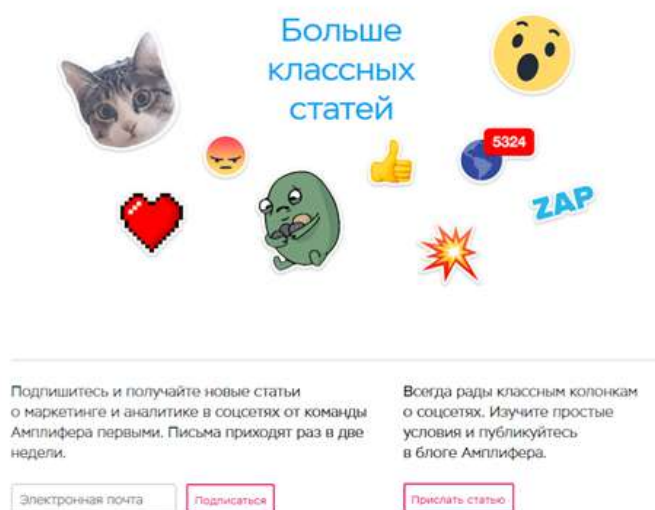 Больше
классных
статей
5324
ZAP
Подпишитесь и получайте новые статьи
о маркетинге и аналитике в соцсетях от команды
Амплифера первыми. Письма приходят раз в две
недели.
Электронная почта
Подписаться
Всегда рады классным колонкам
о соцсетях. Изучите простые
условия и публикуйтесь
в блоге Амплифера.
Прислать статью